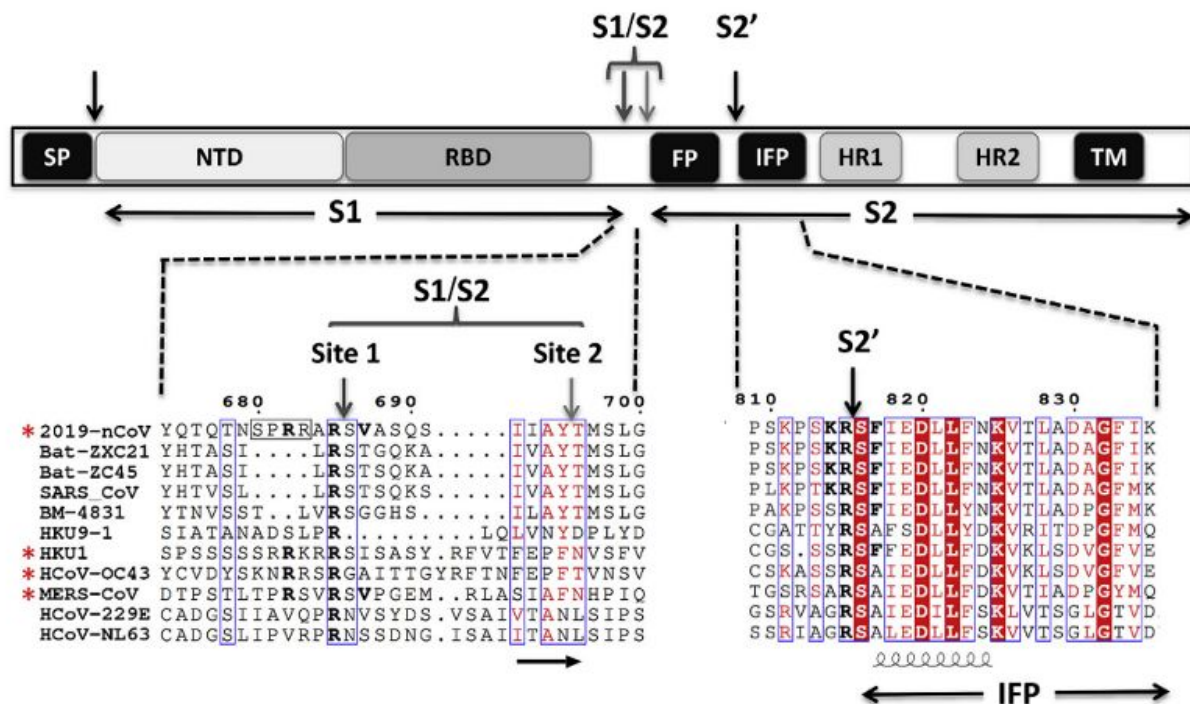 S1/S2 S2’
SP NTD RBD FP IFP HR1 HR2 TM
S1 S2
S1/S2
Site 1 Site 2 S2’
680 690 700 810 820 830
* 2019-nCoV YQTQTNSPRRARSVASQS.....IIAYTMSLG PSKPSKRSFIEDLLFNKVTLADAGFIK
Bat-ZXC21 YHTASI....LRSTGQKA.....IVAYTMSLG PSKPSKRSFIEDLLFNKVTLADAGFIK
Bat-ZC45 YHTASI....LRSTSQKA.....IVAYTMSLG PSKPSKRSFIEDLLFNKVTLADAGFIK
SARS_CoV YHTVSL....LRSTSQKS.....IVAYTMSLG PLKPTKRSFIEDLLFNKVTLADAGFMK
BM-4831 YTNVSST..LVRSGGHS......ILAYTMSLG PAKPSSRSFIEDLLFNKVTLADPGFMK
HKU9-1 SIATANADSLPR.........LQLVNYDPLYD CGATTYRSAFSDLLYDKVRITDPGFMQ
* HKU1 SPSSSSSRRKRRSISASY.RFVTFEPFNVSFV CGS.SSRSFFEDLLFDKVKLSDVGFVE
* HCoV-OC43 YCVDYSKNRRSRGAITTGYRFTNFEPFTVNSV CSKASSRSAIEDLLFDKVKLSDVGFVE
* MERS-CoV DTPSTLTPRSVRSVPGEM.RLASIAFNHPIQ TGSRSARSAIEDLLFDKVTIADPGYMQ
HCoV-229E CADGSIIAVQPRNVSYDS.VSAIVTANLSIPS GSRVAGRSAIEDILFSKLVTSGLGTVD
HCoV-NL63 CADGSLIPVRPRNSSDNG.ISAIITANLSIPS SSRIAGRSALEDLLFSKVVTSGLGTVD
IFP